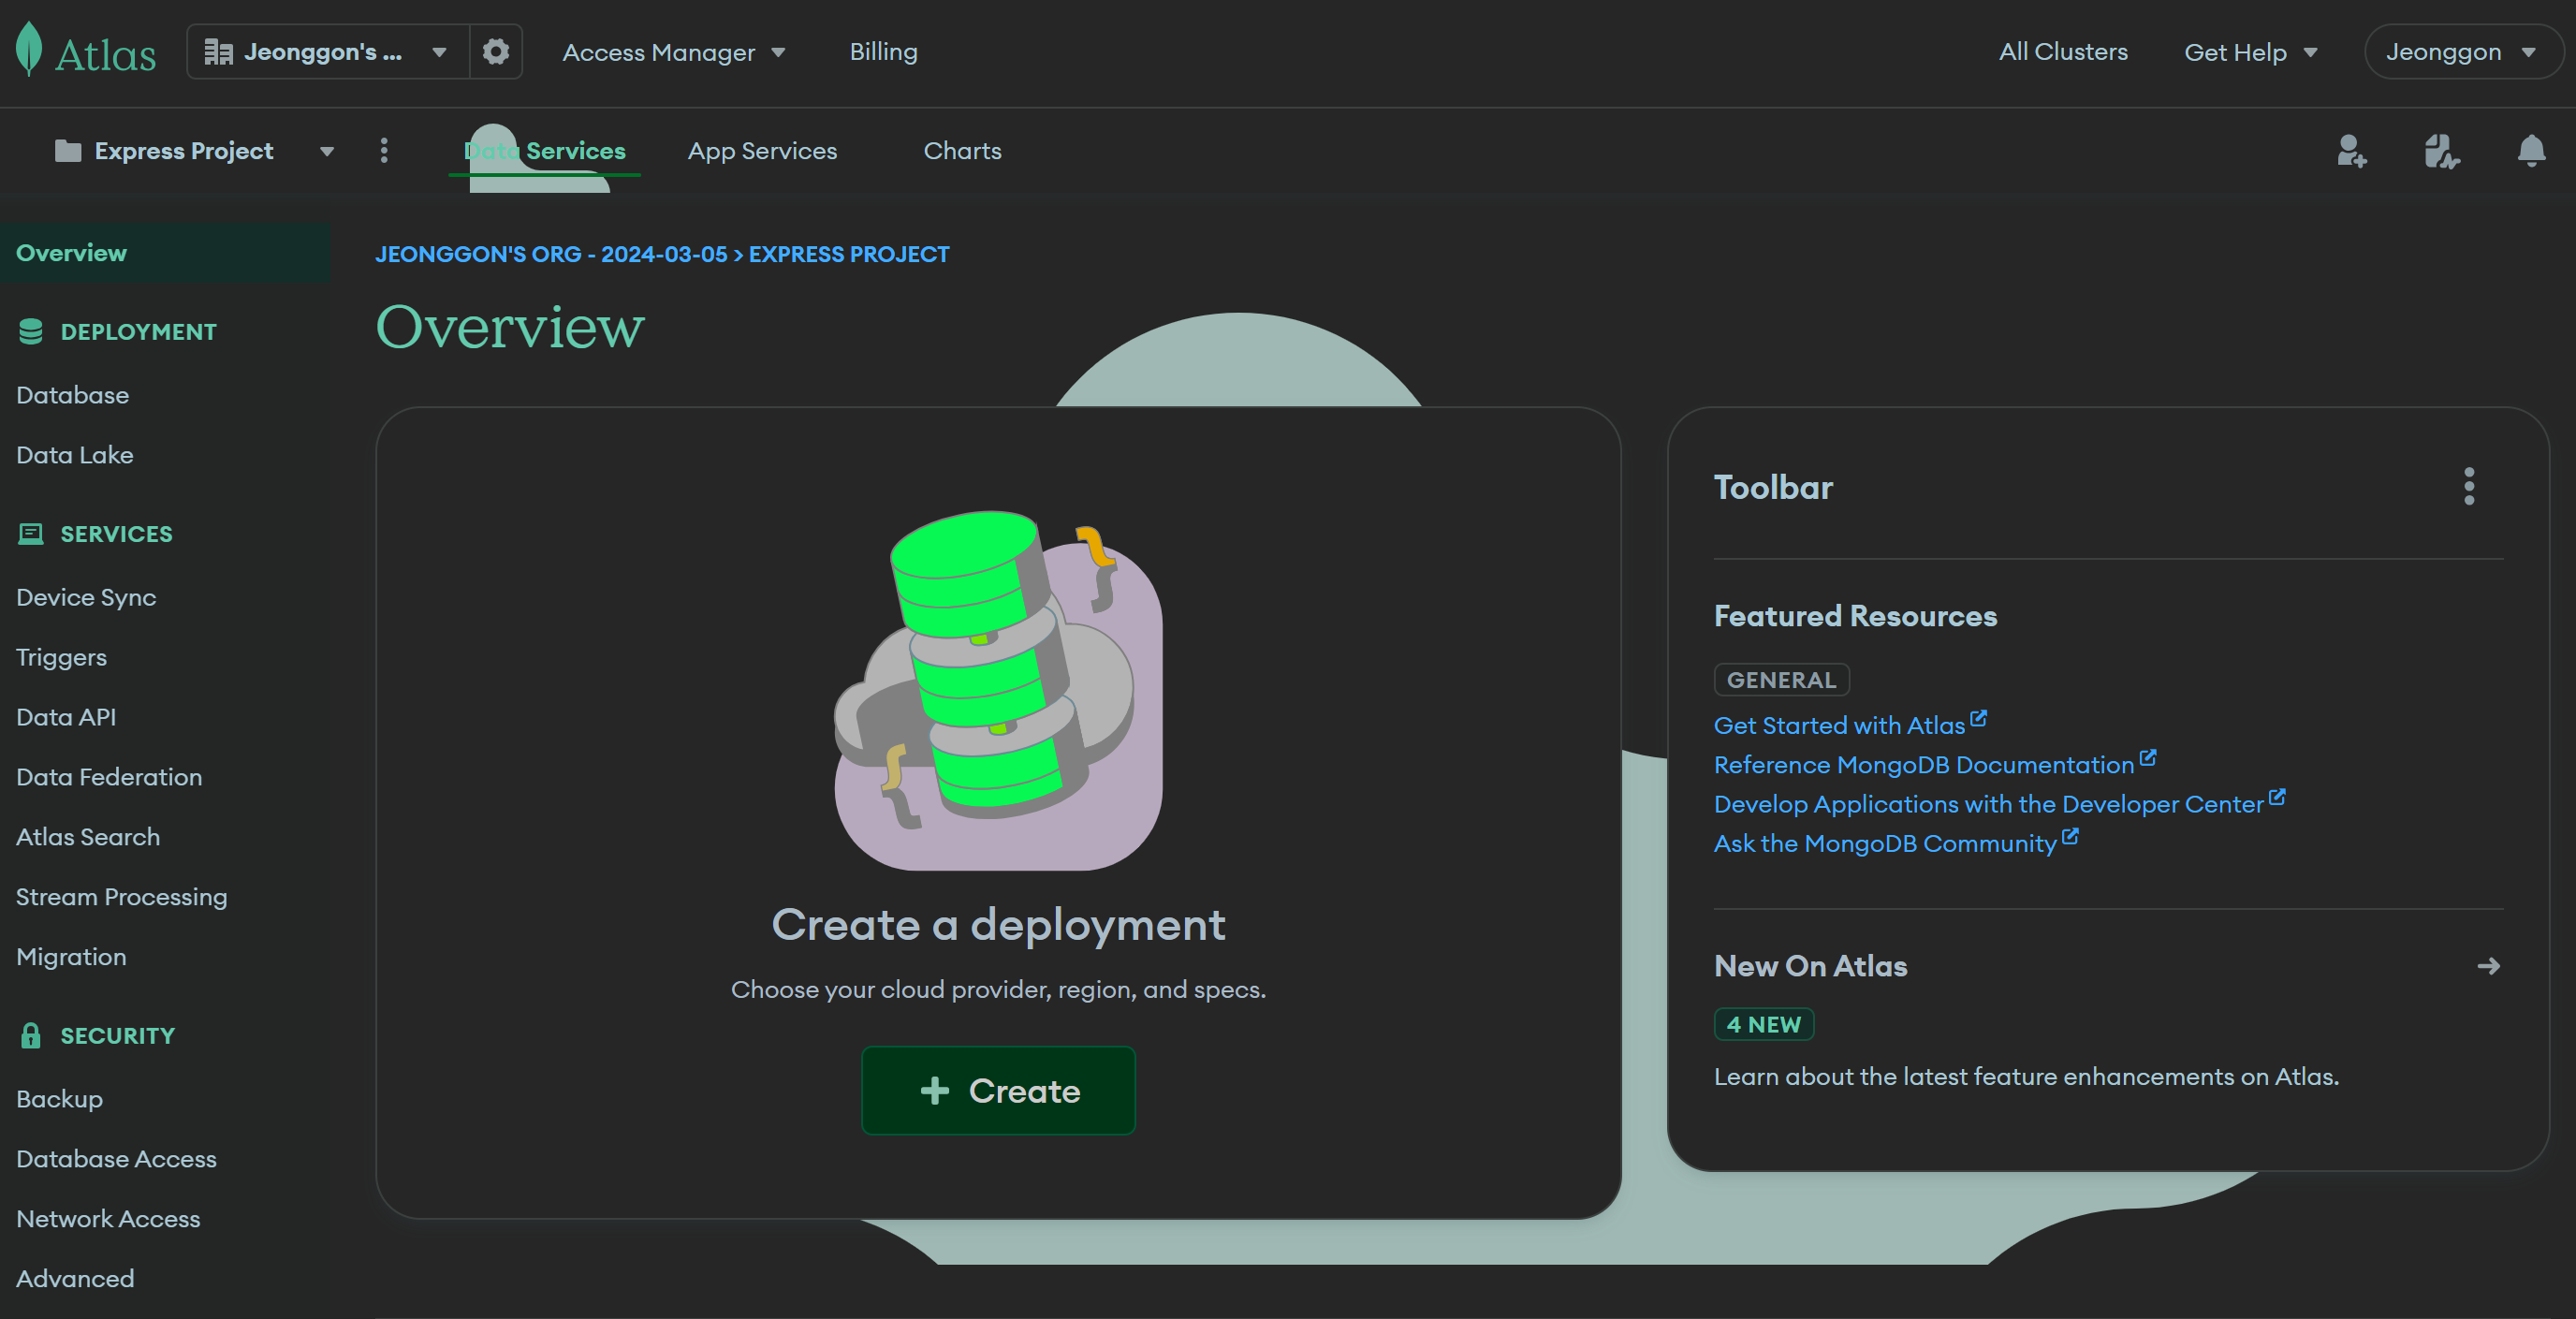 Atlas
Jeonggon's ...
Access Manager
Billing
All Clusters
Get Help
Jeonggon
Express Project
Data Services
App Services
Charts
Overview
DEPLOYMENT
Database
Data Lake
SERVICES
Device Sync
Triggers
Data API
Data Federation
Atlas Search
Stream Processing
Migration
SECURITY
Backup
Database Access
Network Access
Advanced
JEONGGON'S ORG - 2024-03-05 > EXPRESS PROJECT
Overview
Create a deployment
Choose your cloud provider, region, and specs.
+ Create
Toolbar
Featured Resources
GENERAL
Get Started with Atlas
Reference MongoDB Documentation
Develop Applications with the Developer Center
Ask the MongoDB Community
New On Atlas
4 NEW
Learn about the latest feature enhancements on Atlas.